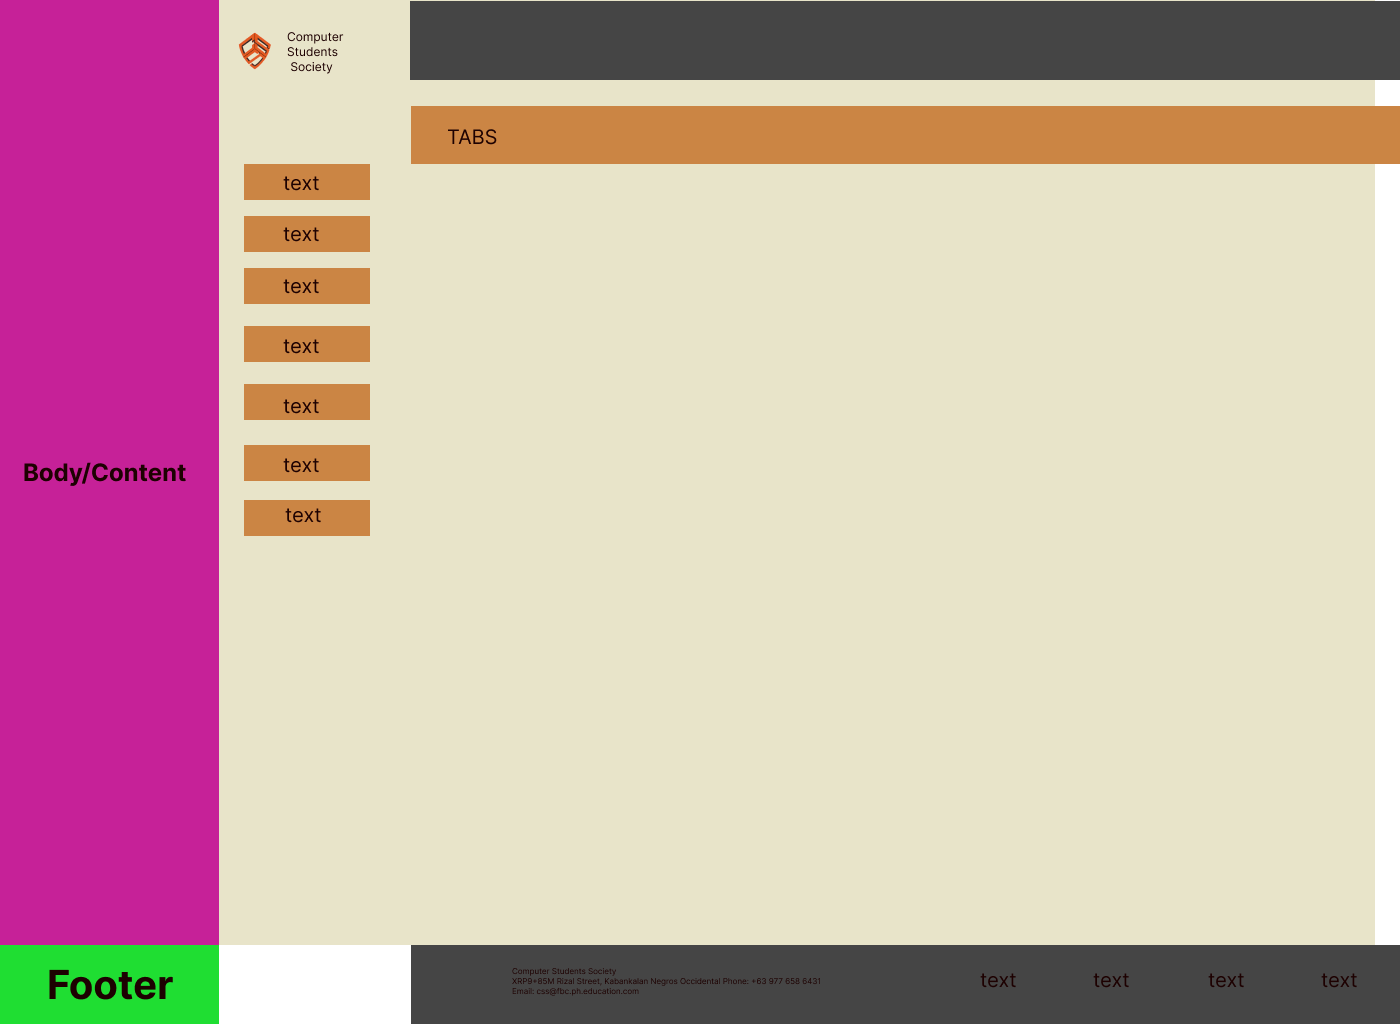 Computer
Students
Society
TABS
text
text
text
text
text
text
text
Body/Content
Footer
Computer Students Society
XRP9+85M Rizal Street, Kabankalan Negros Occidental Phone: +63 977 658 6431
Email: css@fbc.ph.education.com
text
text
text
text